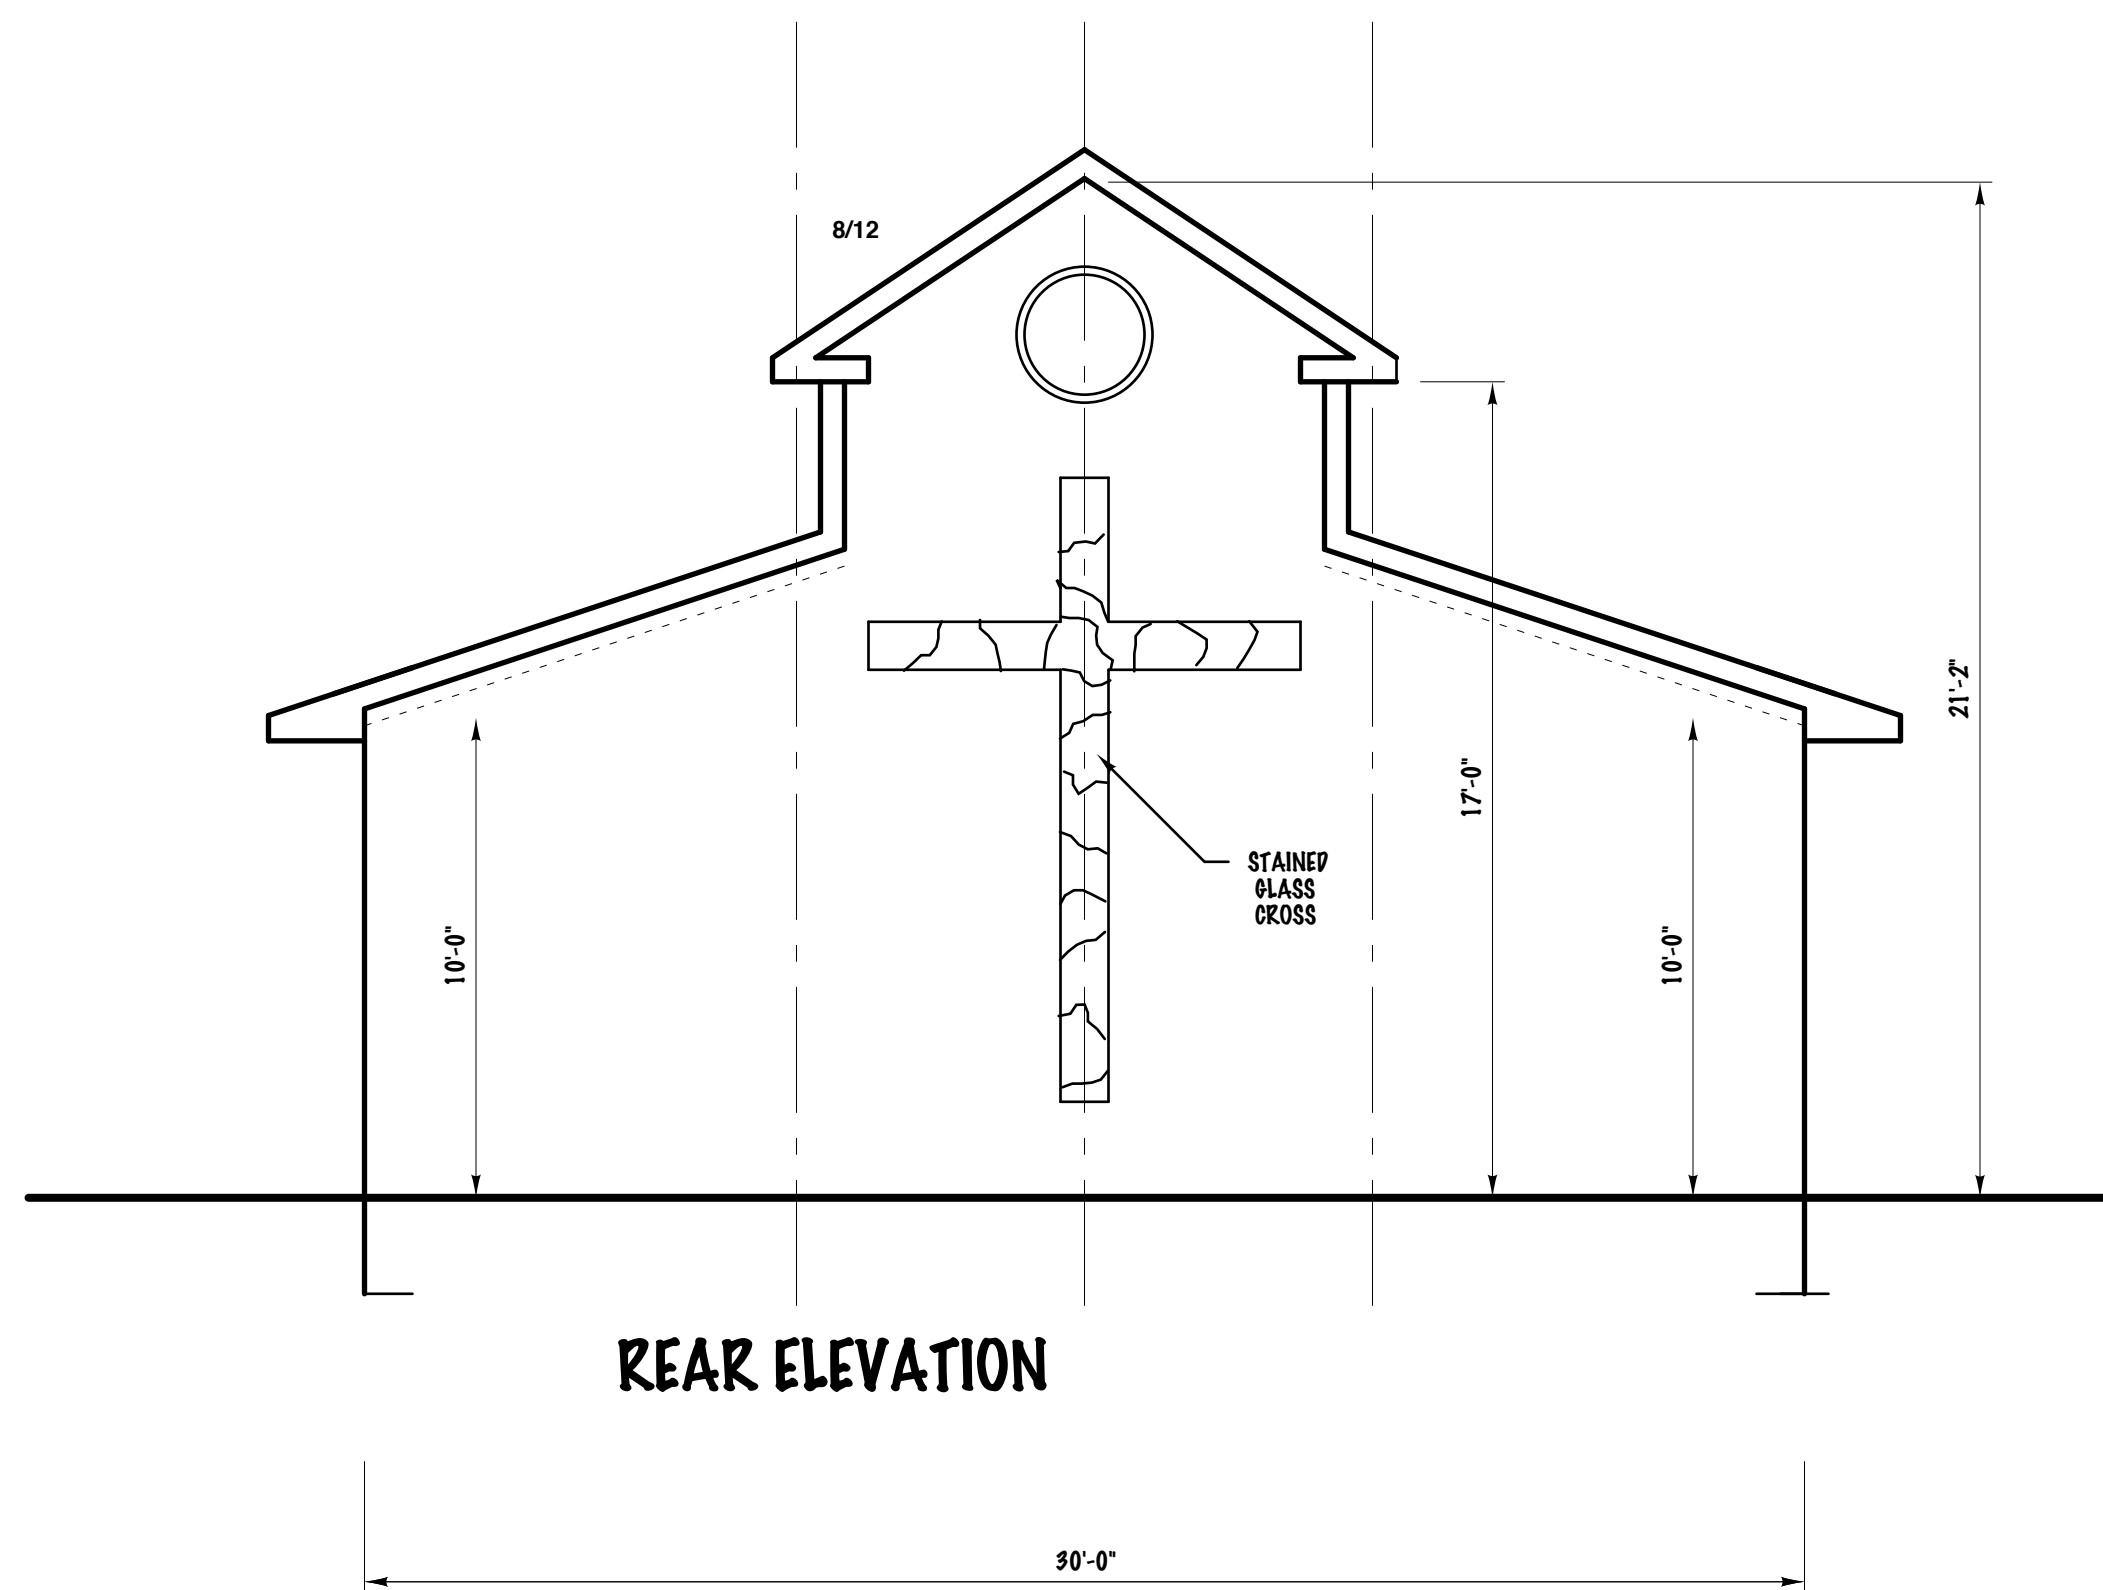 8/12
21'-2"
17'-0"
STAINED
GLASS
CROSS
10'-0"
10'-0"
REAR ELEVATION
30'-0"